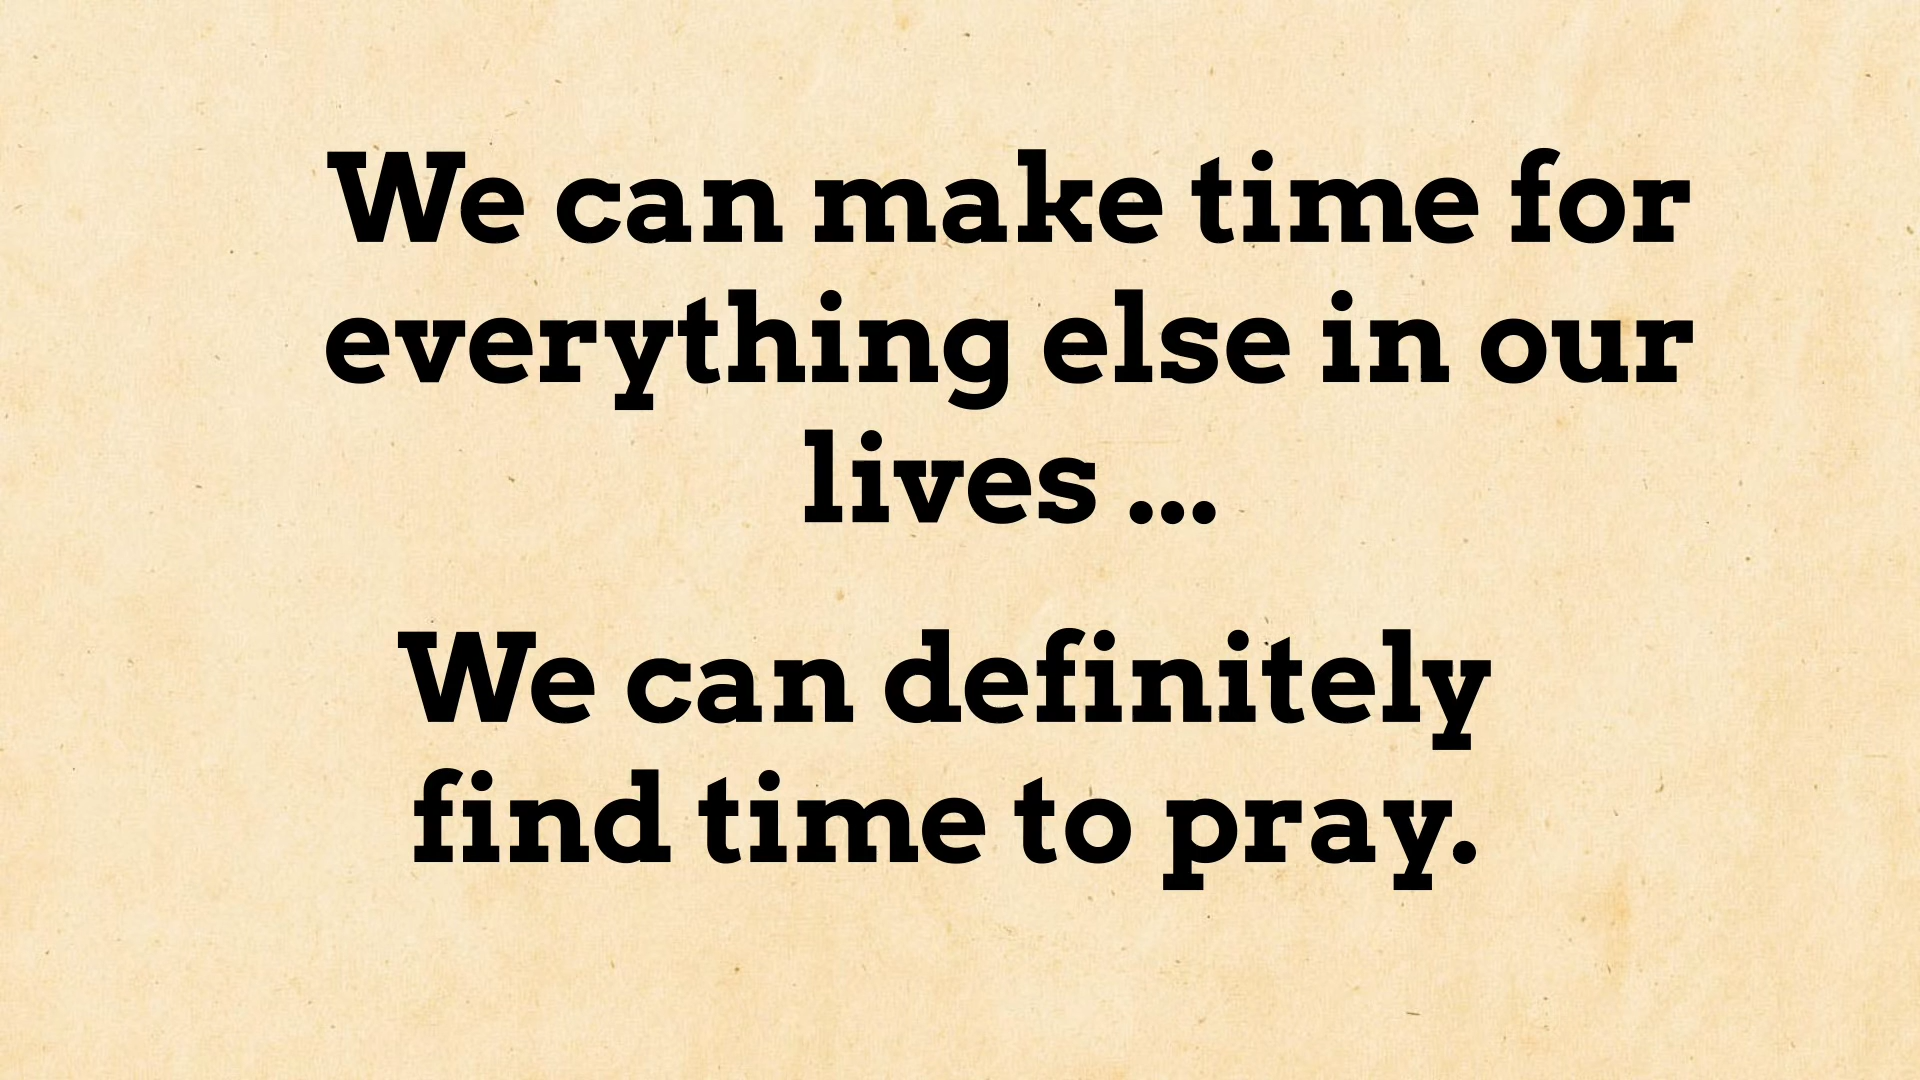 We can make time for
everything else in our
lives ...
We can definitely
find time to pray.